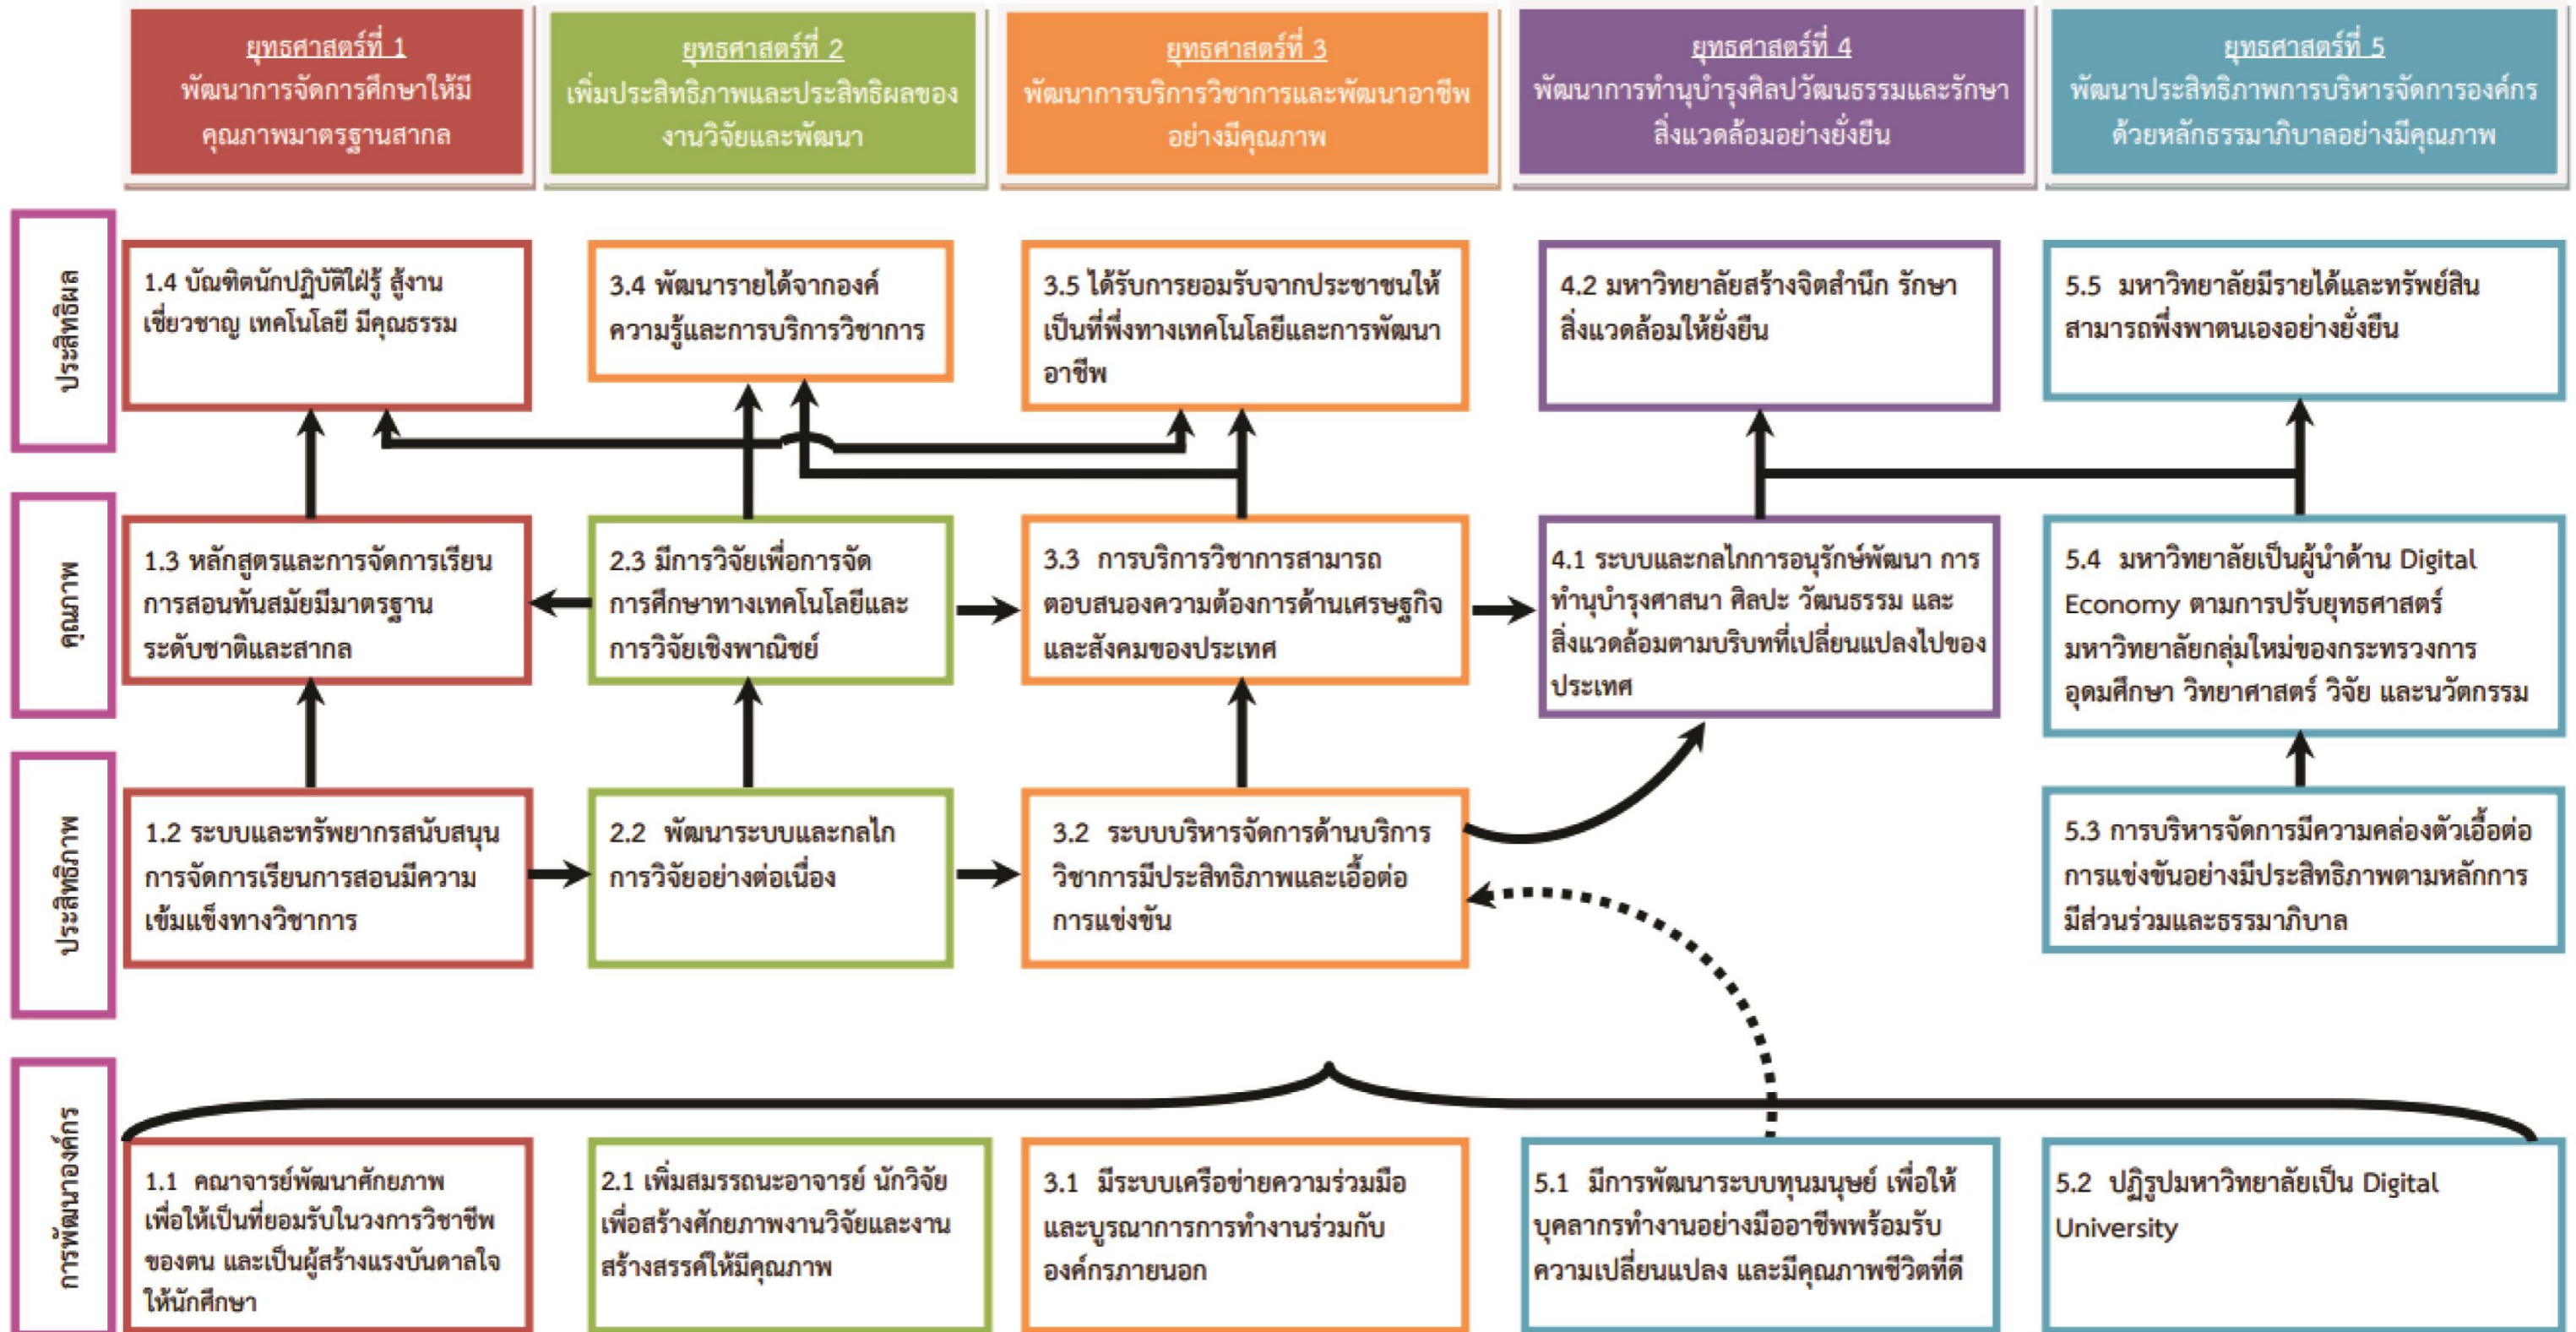 ยุทธศาสตร์ที่ 1
พัฒนาการจัดการศึกษาให้มี
คุณภาพมาตรฐานสากล
ยุทธศาสตร์ที่ 2
เพิ่มประสิทธิภาพและประสิทธิผลของ
งานวิจัยและพัฒนา
ยุทธศาสตร์ที่ 3
พัฒนาการบริการวิชาการและพัฒนาอาชีพ
อย่างมีคุณภาพ
ยุทธศาสตร์ที่ 4
พัฒนาการทำนุบำรุงศิลปวัฒนธรรมและรักษา
สิ่งแวดล้อมอย่างยั่งยืน
ยุทธศาสตร์ที่ 5
พัฒนาประสิทธิภาพการบริหารจัดการองค์กร
ด้วยหลักธรรมาภิบาลอย่างมีคุณภาพ
ประสิทธิผล
1.4 บัณฑิตนักปฏิบัติใฝ่รู้ สู้งาน
เชี่ยวชาญ เทคโนโลยี มีคุณธรรม
3.4 พัฒนารายได้จากองค์
ความรู้และการบริการวิชาการ
3.5 ได้รับการยอมรับจากประชาชนให้
เป็นที่พึ่งทางเทคโนโลยีและการพัฒนา
อาชีพ
4.2 มหาวิทยาลัยสร้างจิตสำนึก รักษา
สิ่งแวดล้อมให้ยั่งยืน
5.5 มหาวิทยาลัยมีรายได้และทรัพย์สิน
สามารถพึ่งพาตนเองอย่างยั่งยืน
คุณภาพ
1.3 หลักสูตรและการจัดการเรียน
การสอนทันสมัยมีมาตรฐาน
ระดับชาติและสากล
2.3 มีการวิจัยเพื่อการจัด
การศึกษาทางเทคโนโลยีและ
การวิจัยเชิงพาณิชย์
3.3 การบริการวิชาการสามารถ
ตอบสนองความต้องการด้านเศรษฐกิจ
และสังคมของประเทศ
4.1 ระบบและกลไกการอนุรักษ์พัฒนา การ
ทำนุบำรุงศาสนา ศิลปะ วัฒนธรรม และ
สิ่งแวดล้อมตามบริบทที่เปลี่ยนแปลงไปของ
ประเทศ
5.4 มหาวิทยาลัยเป็นผู้นำด้าน Digital
Economy ตามการปรับยุทธศาสตร์
มหาวิทยาลัยกลุ่มใหม่ของกระทรวงการ
อุดมศึกษา วิทยาศาสตร์ วิจัย และนวัตกรรม
ประสิทธิภาพ
1.2 ระบบและทรัพยากรสนับสนุน
การจัดการเรียนการสอนมีความ
เข้มแข็งทางวิชาการ
2.2 พัฒนาระบบและกลไก
การวิจัยอย่างต่อเนื่อง
3.2 ระบบบริหารจัดการด้านบริการ
วิชาการมีประสิทธิภาพและเอื้อต่อ
การแข่งขัน
5.3 การบริหารจัดการมีความคล่องตัวเอื้อต่อ
การแข่งขันอย่างมีประสิทธิภาพตามหลักการ
มีส่วนร่วมและธรรมาภิบาล
การพัฒนาองค์กร
1.1 คณาจารย์พัฒนาศักยภาพ
เพื่อให้เป็นที่ยอมรับในวงการวิชาชีพ
ของตน และเป็นผู้สร้างแรงบันดาลใจ
ให้นักศึกษา
2.1 เพิ่มสมรรถนะอาจารย์ นักวิจัย
เพื่อสร้างศักยภาพงานวิจัยและงาน
สร้างสรรค์ให้มีคุณภาพ
3.1 มีระบบเครือข่ายความร่วมมือ
และบูรณาการการทำงานร่วมกับ
องค์กรภายนอก
5.1 มีการพัฒนาระบบทุนมนุษย์ เพื่อให้
บุคลากรทำงานอย่างมืออาชีพพร้อมรับ
ความเปลี่ยนแปลง และมีคุณภาพชีวิตที่ดี
5.2 ปฏิรูปมหาวิทยาลัยเป็น Digital
University